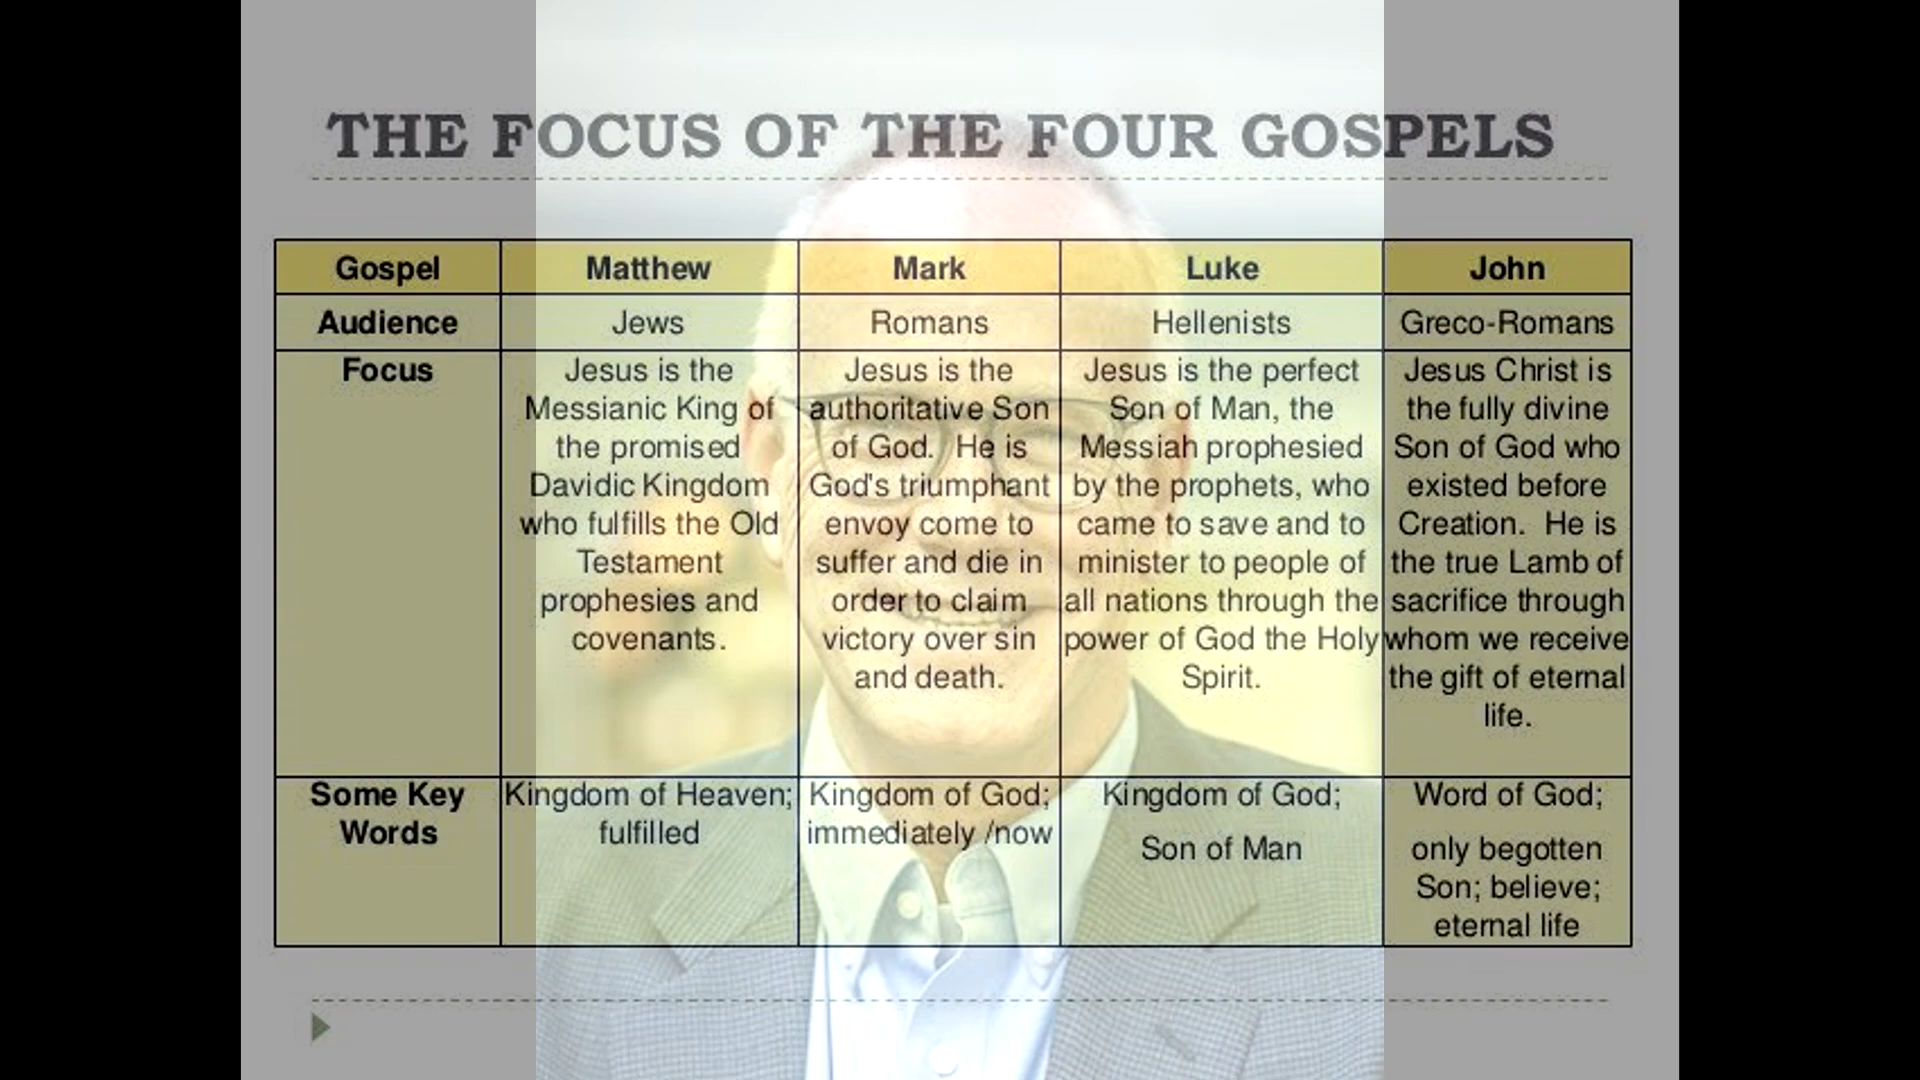 THE FOCUS OF THE FOUR GOSPELS
Gospel Matthew Mark Luke John
Audience Jews Romans Hellenists Greco-Romans
Focus
Jesus is the
Messianic King of
the promised
Davidic Kingdom
who fulfills the Old
Testament
prophesies and
covenants.
Jesus is the
authoritative Son
of God. He is
God's triumphant
envoy come to
suffer and die in
order to claim
victory over sin
and death.
Jesus is the perfect
Son of Man, the
Messiah prophesied
by the prophets, who
came to save and to
minister to people of
all nations through the
power of God the Holy
Spirit.
Jesus Christ is
the fully divine
Son of God who
existed before
Creation. He is
the true Lamb of
sacrifice through
whom we receive
the gift of eternal
life.
Some Key
Words
Kingdom of Heaven;
fulfilled
Kingdom of God;
immediately /now
Kingdom of God;
Son of Man
Word of God;
only begotten
Son; believe;
eternal life